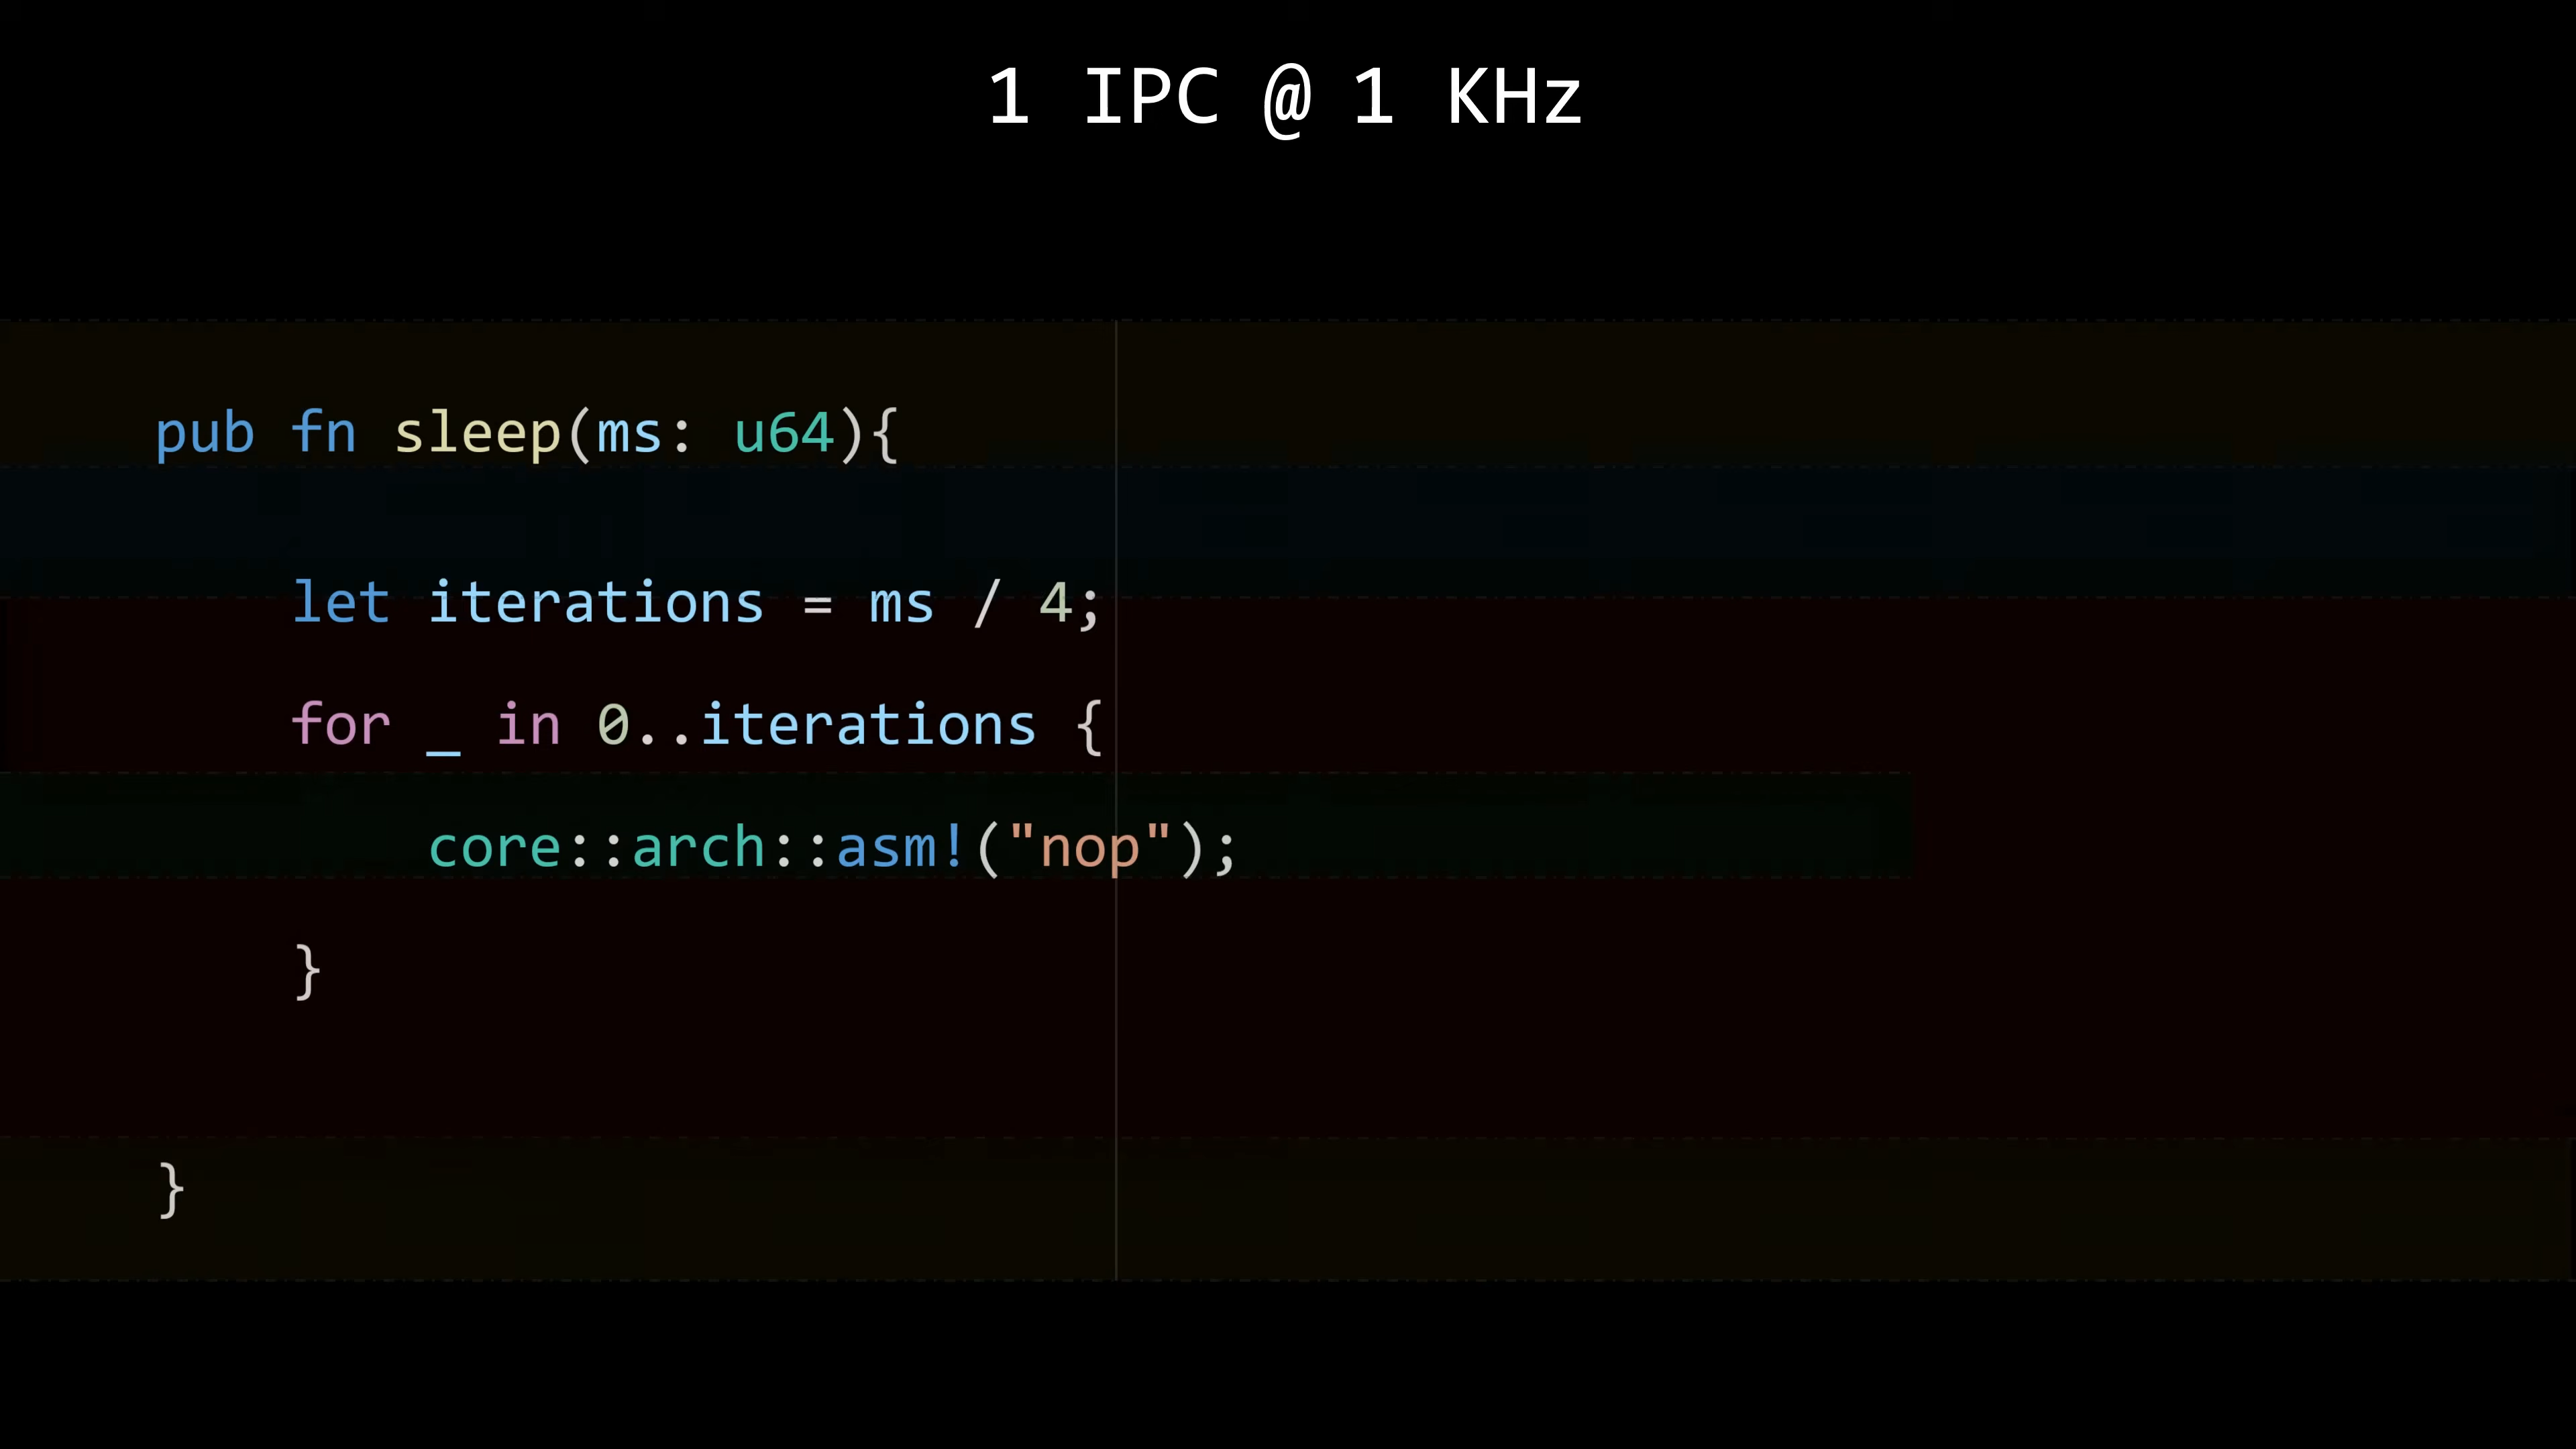 1 IPC @ 1 KHz
pub fn sleep(ms: u64){
let iterations = ms / 4;
for _ in 0..iterations {
core::arch::asm!("nop");
}
}